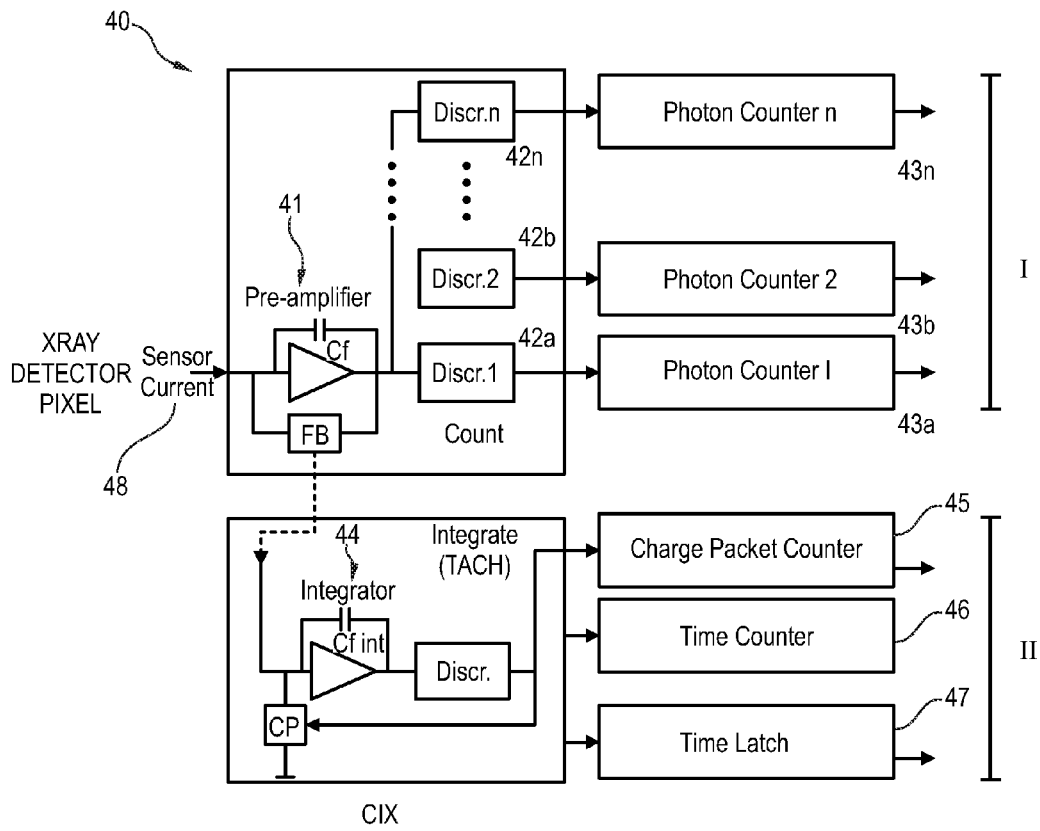 40
Discr.n
42n
Photon Counter n
43n
I
41
Pre-amplifier
Cf
42b
Discr.2
Photon Counter 2
43b
XRAY
DETECTOR
PIXEL
Sensor
Current
48
42a
Discr.1
Photon Counter I
43a
FB
Count
Integrate
(TACH)
44
Integrator
Cf int
Discr.
CP
CIX
45
Charge Packet Counter
46
Time Counter
II
47
Time Latch